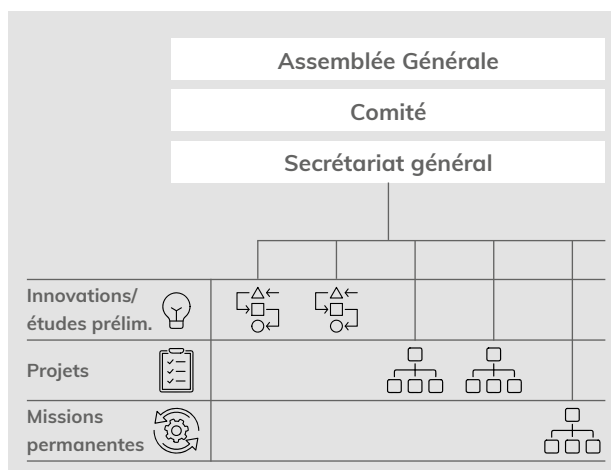 Assemblée Générale
Comité
Secrétariat général
Innovations/
études prélim.
Projets
Missions
permanentes